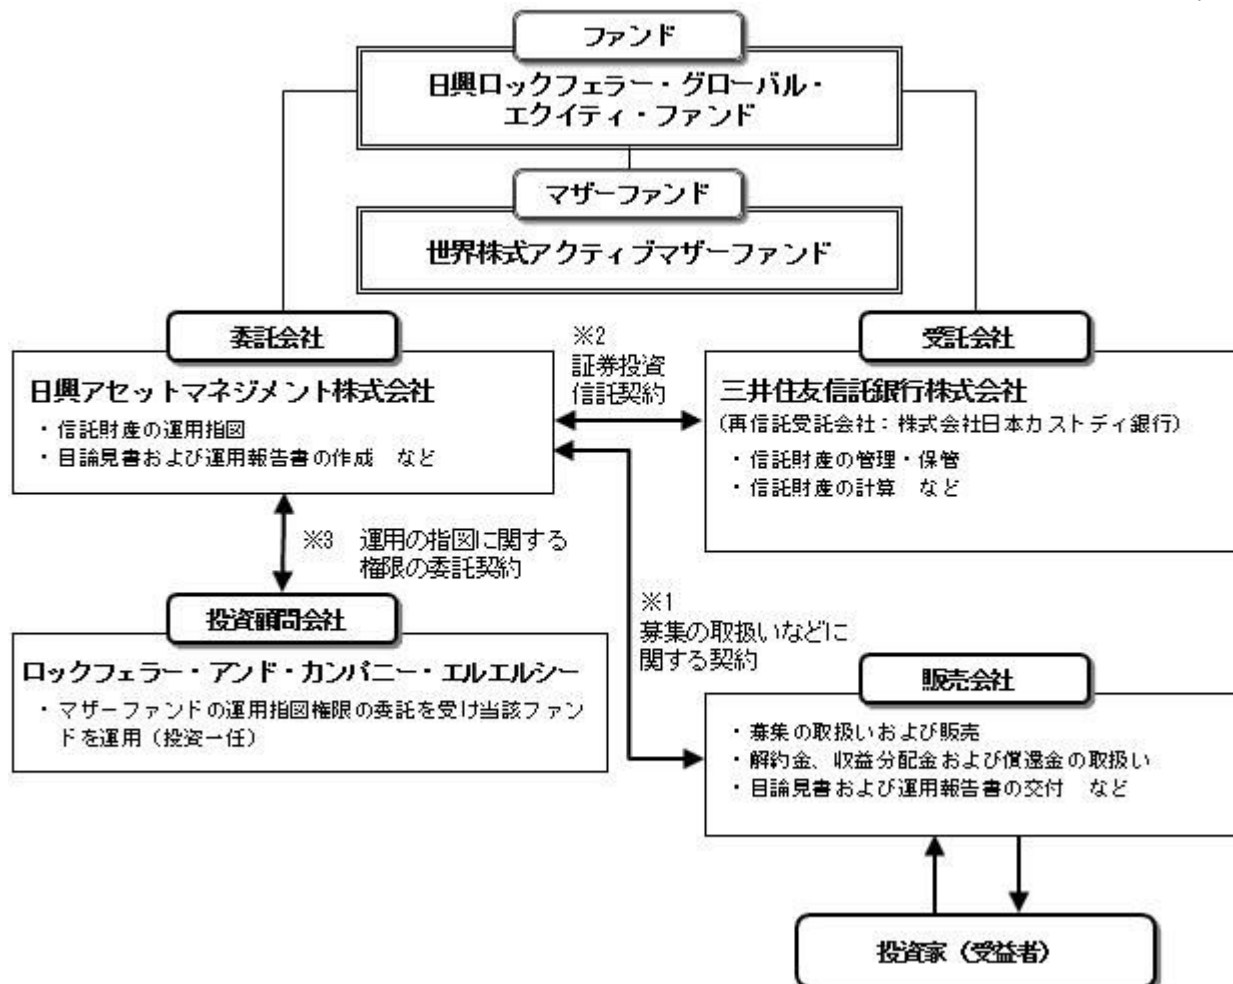 ファンド
日興ロックフェラー・グローバル・
エクイティ・ファンド
マザーファンド
世界株式アクティブマザーファンド
委託会社
日興アセットマネジメント株式会社
・信託財産の運用指図
・目論見書および運用報告書の作成 など
※2
証券投資
信託契約
受託会社
三井住友信託銀行株式会社
(再信託受託会社:株式会社日本カストディ銀行)
・信託財産の管理・保管
・信託財産の計算 など
※3 運用の指図に関する
権限の委託契約
投資顧問会社
ロックフェラー・アンド・カンパニー・エルエルシー
・マザーファンドの運用指図権限の委託を受け当該ファン
ドを運用(投資一任)
※1
募集の取扱いなどに
関する契約
販売会社
・募集の取扱いおよび販売
・解約金、収益分配金および償還金の取扱い
・目論見書および運用報告書の交付 など
投資家(受益者)